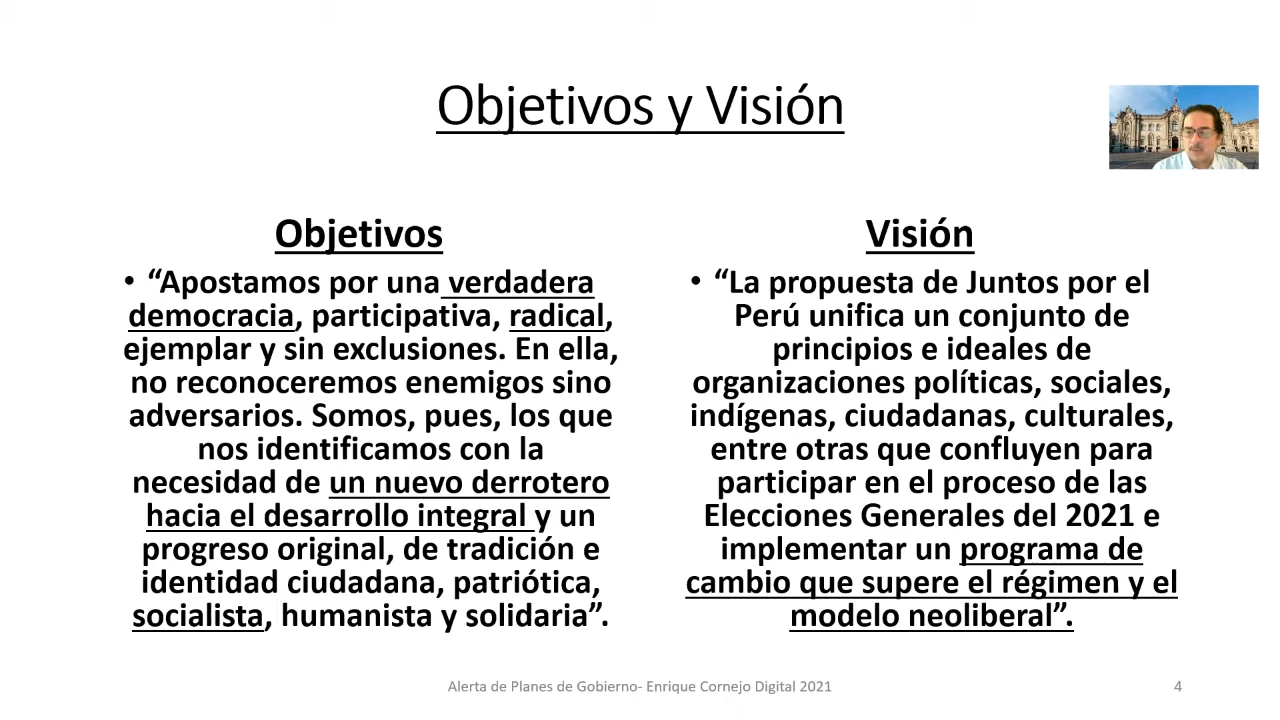 Objetivos y Visión
Objetivos
• “Apostamos por una verdadera
democracia, participativa, radical,
ejemplar y sin exclusiones. En ella,
no reconoceremos enemigos sino
adversarios. Somos, pues, los que
nos identificamos con la
necesidad de un nuevo derrotero
hacia el desarrollo integral y un
progreso original, de tradición e
identidad ciudadana, patriótica,
socialista, humanista y solidaria”.
Visión
• “La propuesta de Juntos por el
Perú unifica un conjunto de
principios e ideales de
organizaciones políticas, sociales,
indígenas, ciudadanas, culturales,
entre otras que confluyen para
participar en el proceso de las
Elecciones Generales del 2021 e
implementar un programa de
cambio que supere el régimen y el
modelo neoliberal”.
Alerta de Planes de Gobierno- Enrique Cornejo Digital 2021
4